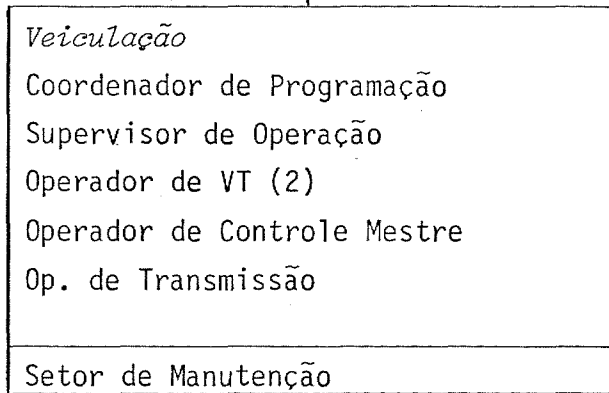 Veiculação
Coordenador de Programação
Supervisor de Operação
Operador de VT (2)
Operador de Controle Mestre
Op. de Transmissão
Setor de Manutenção